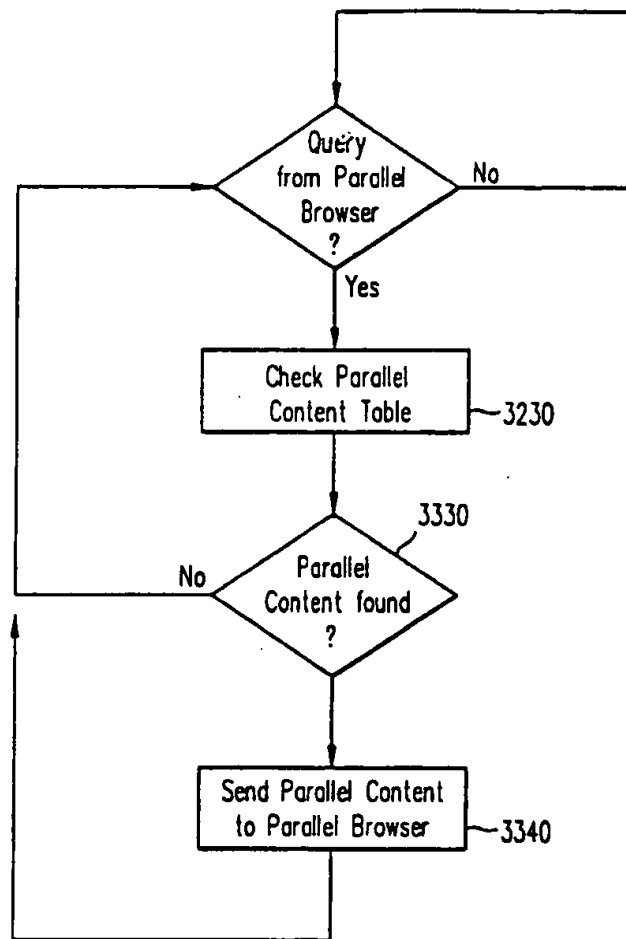 Query
from Parallel
Browser
?
No
Yes
Check Parallel
Content Table
3230
3330
No
Parallel
Content found
?
Send Parallel Content
to Parallel Browser
3340